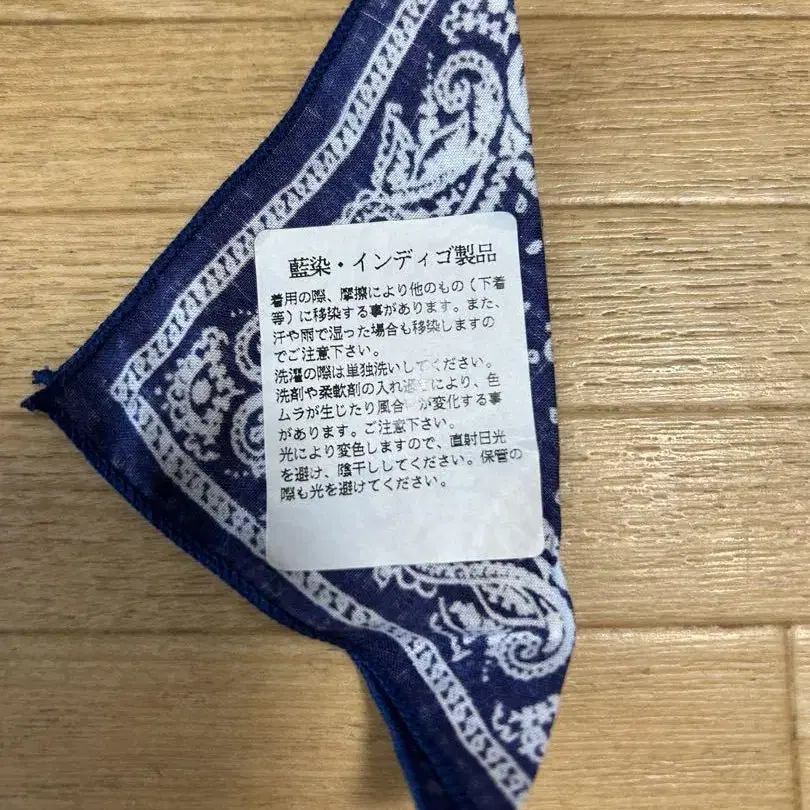 藍染・インディゴ製品
着用の際、摩擦により他のもの（下着
等）に移染する事があります。また、
汗や雨で湿った場合も移染しますの
でご注意下さい。
洗濯の際は単独洗いしてください。
洗剤や柔軟剤の入れ過 により、色
ムラが生じたり風合 が変化する事
があります。ご注意下さい。
光により変色しますので、直射日光
を避け、陰干ししてください。保管の
際も光を避けてください。